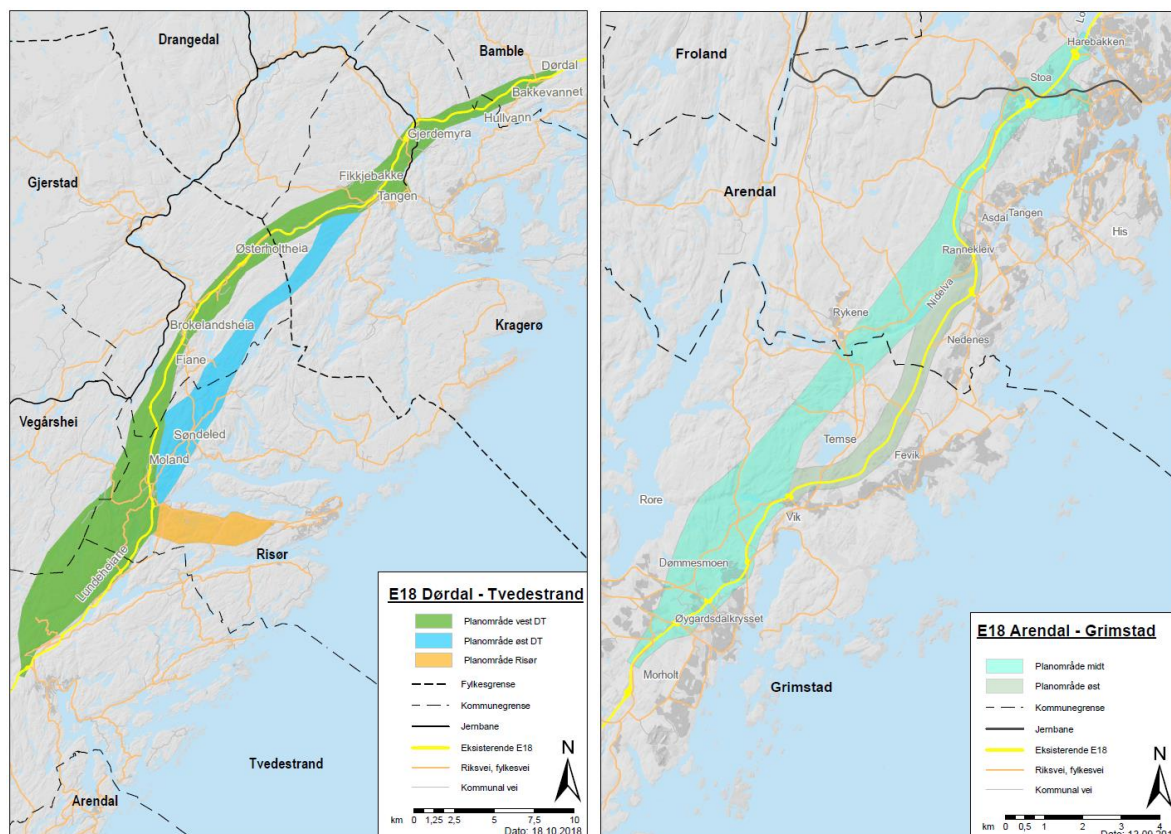 Drangedal
Bamble
Dørdal
Bakkevannet
Hullvann
Gjerdemyra
Gjerstad
Fikkjebakke
Tangen
Østerholtheia
Brokelandsheia
Kragerø
Fiane
Vegårshei
Søndeled
Moland
Lundeheiane
Risør
Tvedestrand
Arendal
E18 Dørdal - Tvedestrand
Planområde vest DT
Planområde øst DT
Planområde Risør
Fylkesgrense
Kommunegrense
Jernbane
Eksisterende E18
Riksvei, fylkesvei
Kommunal vei
N
km 0 1,25 2,5 5 7,5 10
Dato: 18.10.2018
Froland
Harebakken
Stoa
Arendal
Asdal
Tangen
His
Rannekleiv
Nidelva
Rykene
Nedenes
Temse
Fevik
Rore
Vik
Dømmesmoen
Øygardsdalkrysset
Morholt
Grimstad
E18 Arendal - Grimstad
Planområde midt
Planområde øst
Kommunegrense
Jernbane
Eksisterende E18
Riksvei, fylkesvei
Kommunal vei
N
km 0 0,5 1 2 3 4